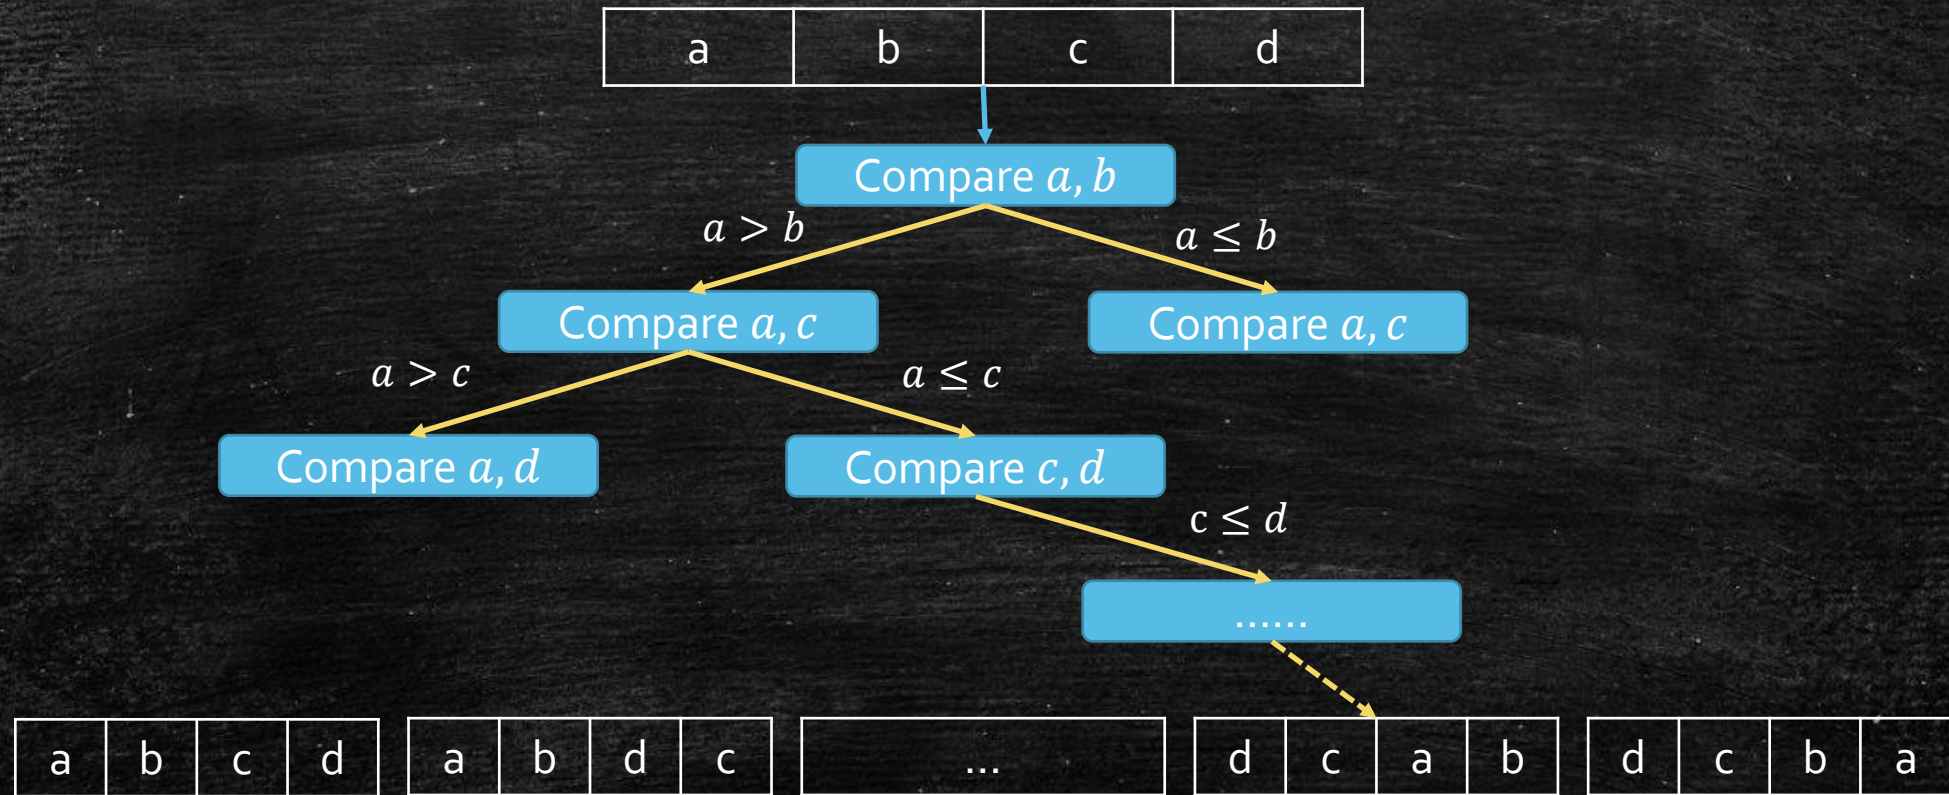 a b c d
Compare a, b
a > b
a ≤ b
Compare a, c
Compare a, c
a > c
a ≤ c
Compare a, d
Compare c, d
c ≤ d
......
a b c d
a b d c
...
d c a b
d c b a